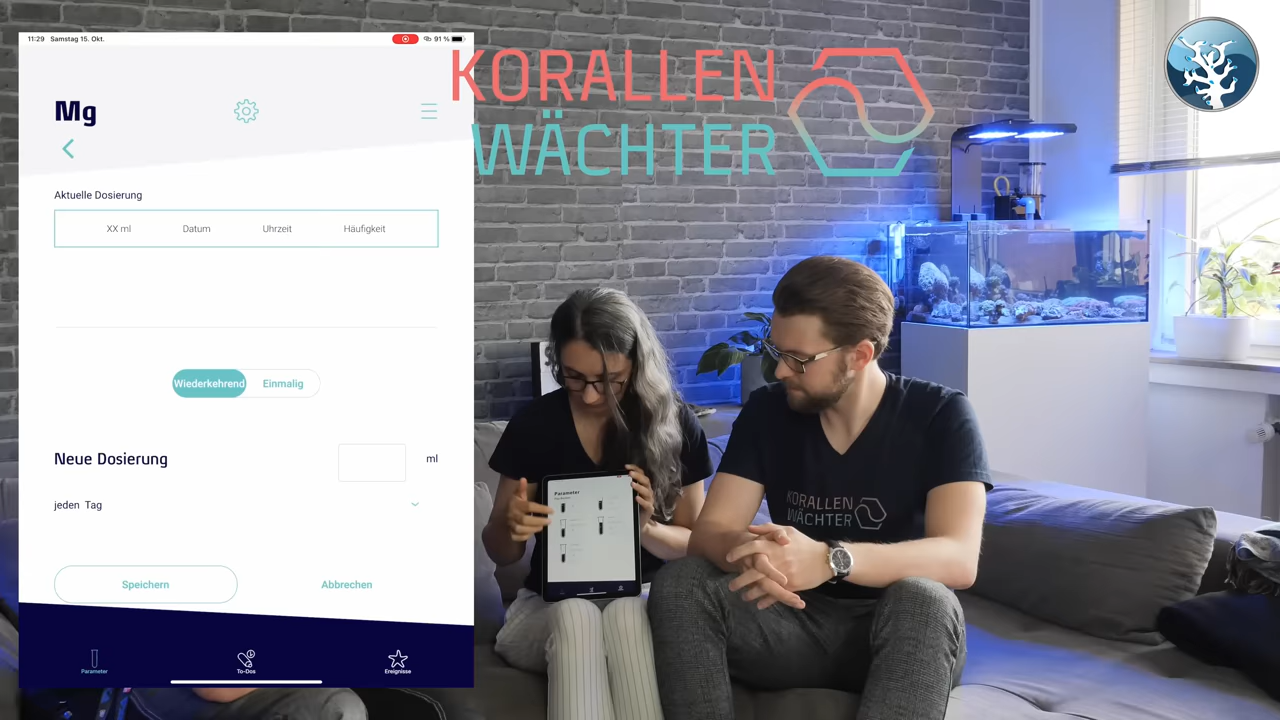 11:29 Samstag 15. Okt.
91 %
Mg
Aktuelle Dosierung
XX ml Datum Uhrzeit Häufigkeit
Wiederkehrend Einmalig
Neue Dosierung ml
jeden Tag
Speichern Abbrechen
Parameter To-Dos Ereignisse
KORALLEN
WÄCHTER
Parameter
KORALLEN
WÄCHTER